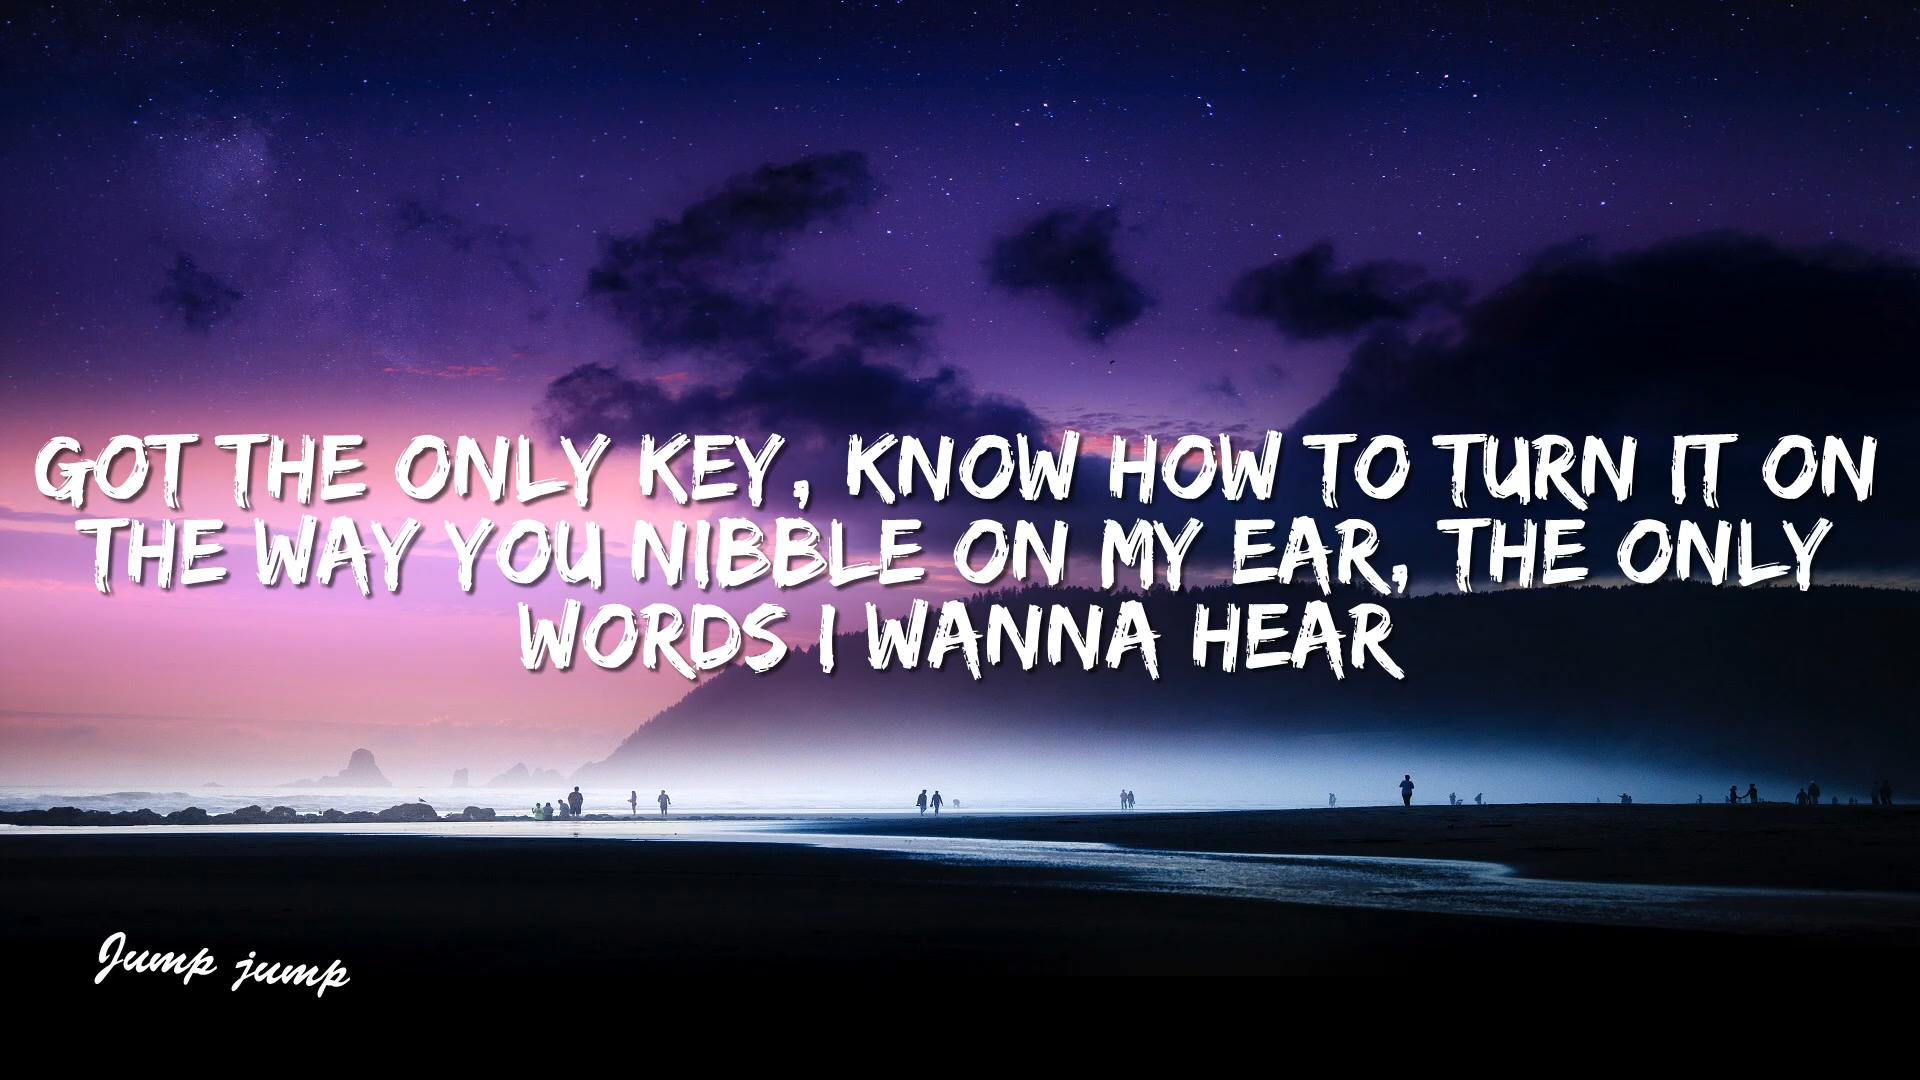 GOT THE ONLY KEY, KNOW HOW TO TURN IT ON
THE WAY YOU NIBBLE ON MY EAR, THE ONLY
WORDS I WANNA HEAR
Jump jump